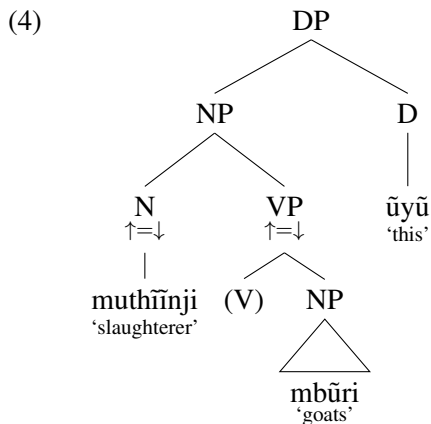 (4) DP
NP D
N VP ũyũ
↑=↓ ↑=↓ 'this'
muthĩĩnji (V) NP
'slaughterer'
mbũri
'goats'